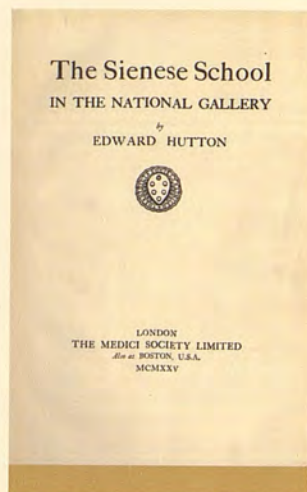 The Sienese School
IN THE NATIONAL GALLERY
by
EDWARD HUTTON
LONDON
THE MEDICI SOCIETY LIMITED
Also at BOSTON, U.S.A.
MCMXXV